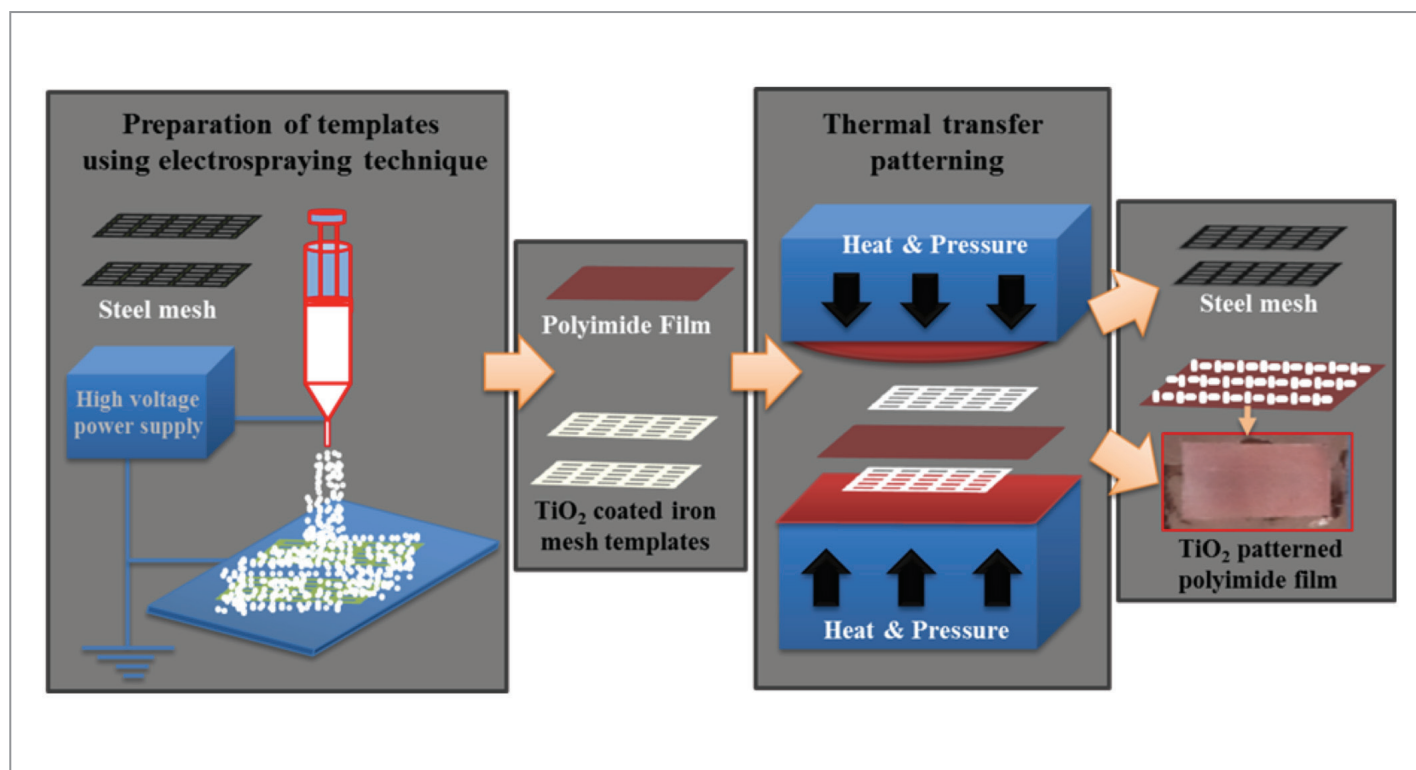 Preparation of templates
using electrospraying technique
Steel mesh
High voltage
power supply
Polyimide Film
TiO₂ coated iron
mesh templates
Thermal transfer
patterning
Heat & Pressure
Heat & Pressure
Steel mesh
TiO₂ patterned
polyimide film